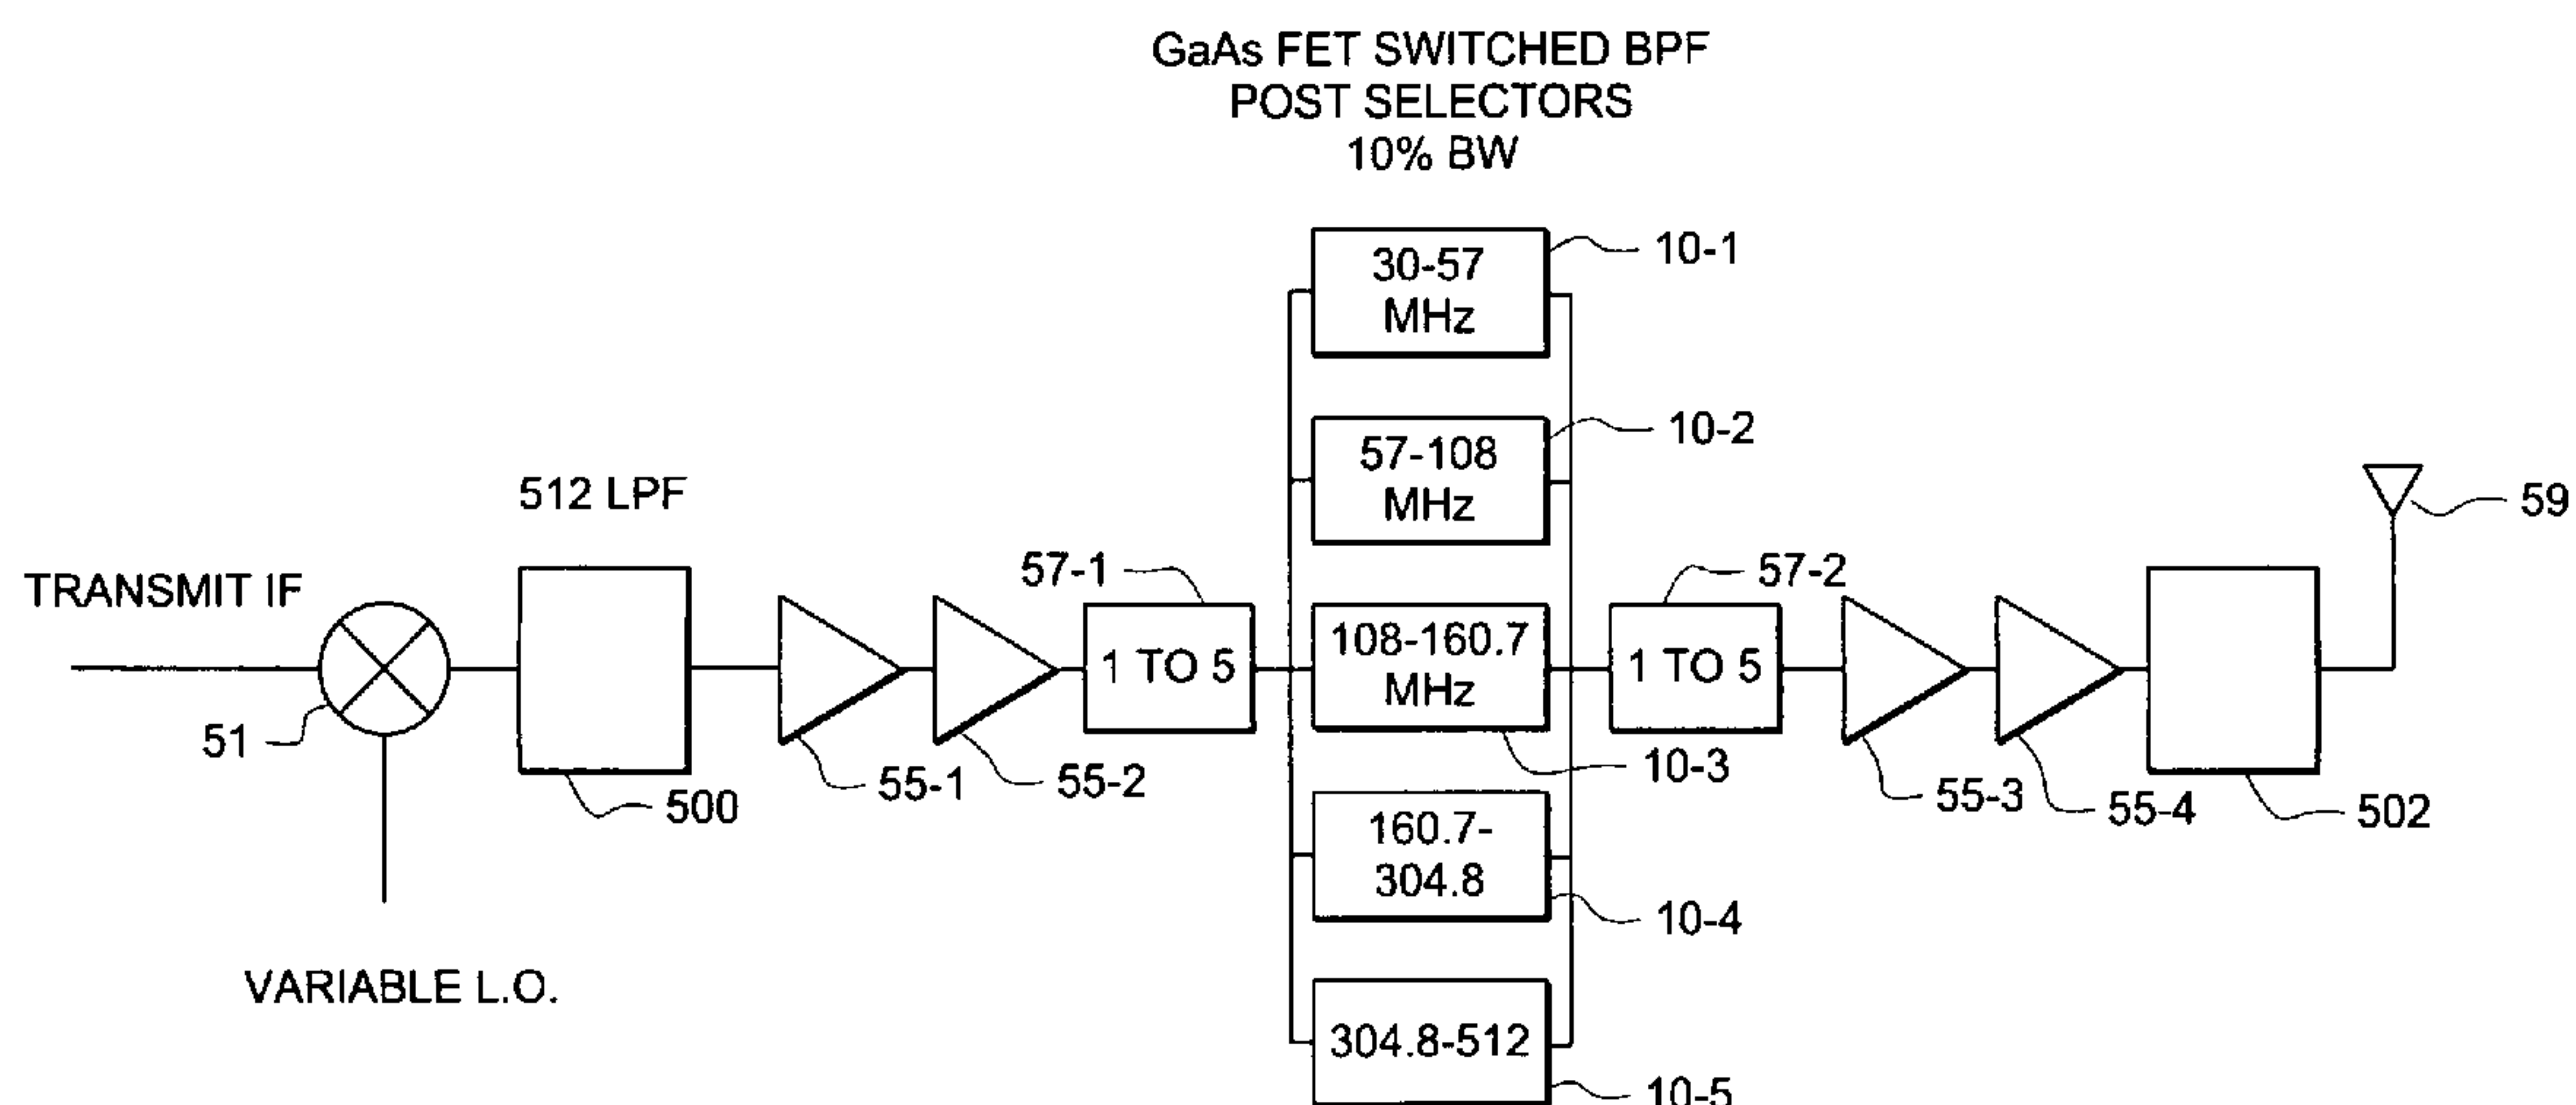 GaAs FET SWITCHED BPF
POST SELECTORS
10% BW
30-57
MHz
10-1
57-108
MHz
10-2
512 LPF
59
TRANSMIT IF
57-1
57-2
1 TO 5
108-160.7
MHz
1 TO 5
51
10-3
55-1
55-2
55-3
55-4
500
502
160.7-
304.8
10-4
VARIABLE L.O.
304.8-512
10-5